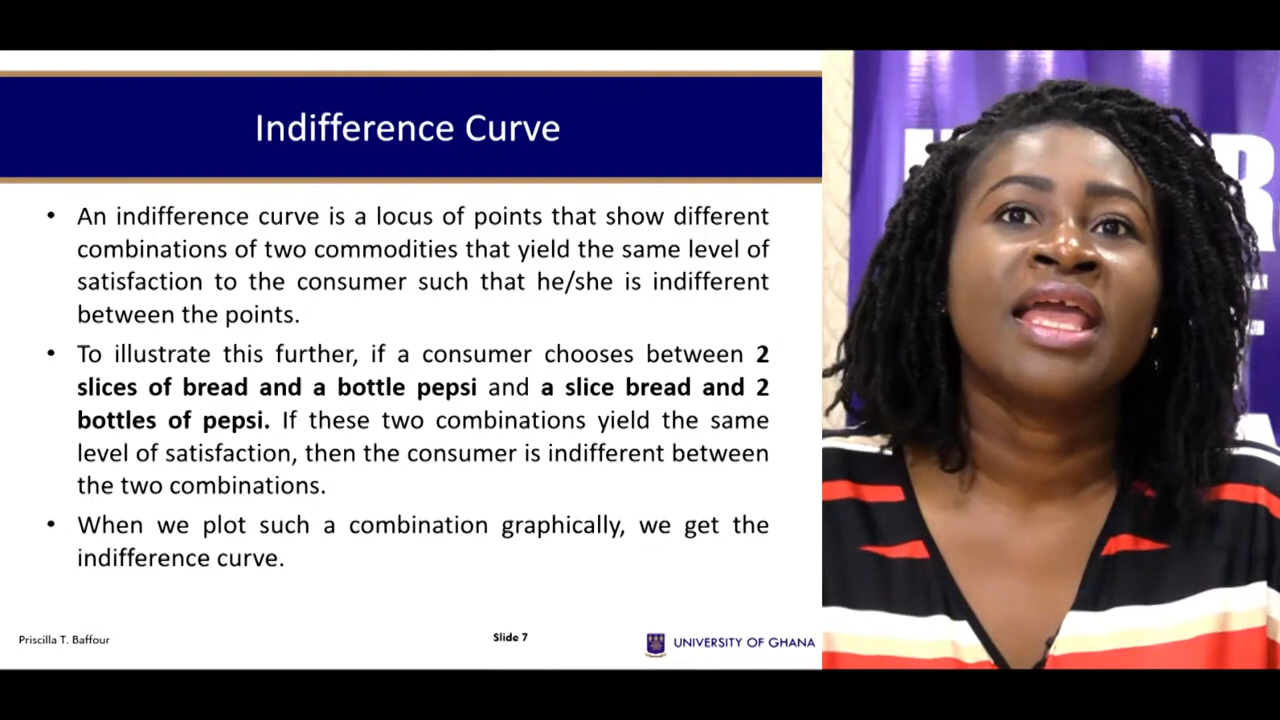 Indifference Curve
• An indifference curve is a locus of points that show different
combinations of two commodities that yield the same level of
satisfaction to the consumer such that he/she is indifferent
between the points.
• To illustrate this further, if a consumer chooses between 2
slices of bread and a bottle pepsi and a slice bread and 2
bottles of pepsi. If these two combinations yield the same
level of satisfaction, then the consumer is indifferent between
the two combinations.
• When we plot such a combination graphically, we get the
indifference curve.
Priscilla T. Baffour
Slide 7
UNIVERSITY OF GHANA